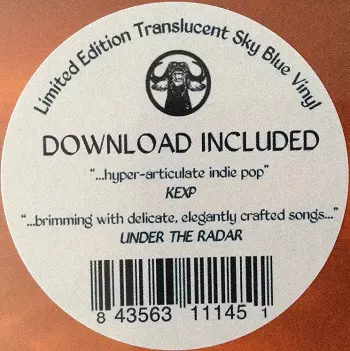 Limited Edition Translucent Sky Blue Vinyl
DOWNLOAD INCLUDED
“...hyper-articulate indie pop”
KEXP
“...brimming with delicate, elegantly crafted songs...”
UNDER THE RADAR
8 43563 11145 1